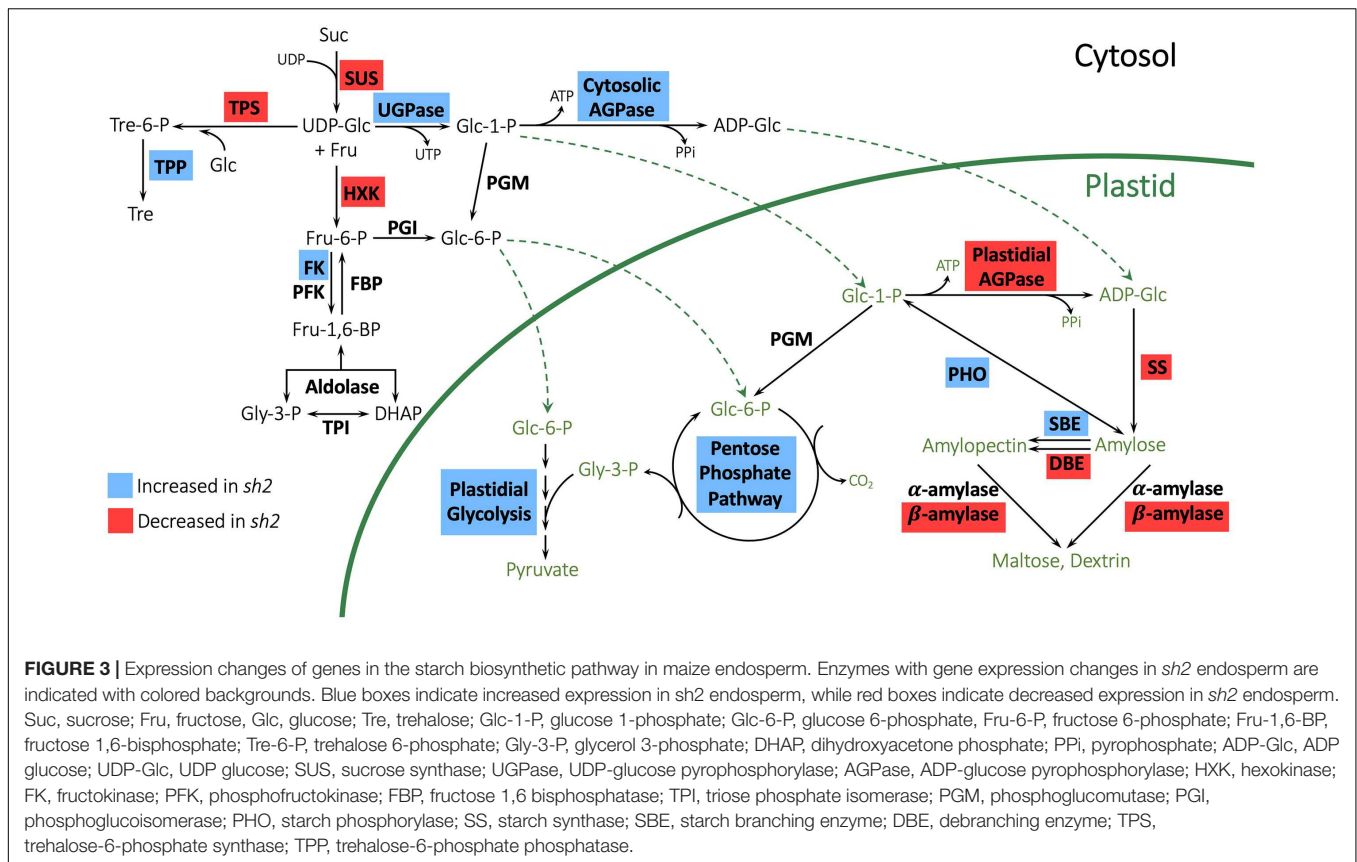 Suc
Cytosol
UDP
SUS
Cytosolic
AGPase
ATP
TPS
UGPase
Tre-6-P
UDP-Glc
+ Fru
Glc-1-P
ADP-Glc
PPi
UTP
Glc
TPP
Plastid
PGM
HXK
Tre
Fru-6-P
PGI
Glc-6-P
FK
PFK
FBP
Plastidial
AGPase
ATP
Glc-1-P
ADP-Glc
PPi
Fru-1,6-BP
PGM
PHO
SS
Aldolase
Gly-3-P
DHAP
TPI
Glc-6-P
Glc-6-P
SBE
Amylopectin
Amylose
DBE
Pentose
Phosphate
Pathway
Gly-3-P
CO₂
Plastidial
Glycolysis
α-amylase
β-amylase
α-amylase
β-amylase
Increased in sh2
Decreased in sh2
Pyruvate
Maltose, Dextrin
FIGURE 3 | Expression changes of genes in the starch biosynthetic pathway in maize endosperm. Enzymes with gene expression changes in sh2 endosperm are
indicated with colored backgrounds. Blue boxes indicate increased expression in sh2 endosperm, while red boxes indicate decreased expression in sh2 endosperm.
Suc, sucrose; Fru, fructose, Glc, glucose; Tre, trehalose; Glc-1-P, glucose 1-phosphate; Glc-6-P, glucose 6-phosphate, Fru-6-P, fructose 6-phosphate; Fru-1,6-BP,
fructose 1,6-bisphosphate; Tre-6-P, trehalose 6-phosphate; Gly-3-P, glycerol 3-phosphate; DHAP, dihydroxyacetone phosphate; PPi, pyrophosphate; ADP-Glc, ADP
glucose; UDP-Glc, UDP glucose; SUS, sucrose synthase; UGPase, UDP-glucose pyrophosphorylase; AGPase, ADP-glucose pyrophosphorylase; HXK, hexokinase;
FK, fructokinase; PFK, phosphofructokinase; FBP, fructose 1,6 bisphosphatase; TPI, triose phosphate isomerase; PGM, phosphoglucomutase; PGI,
phosphoglucoisomerase; PHO, starch phosphorylase; SS, starch synthase; SBE, starch branching enzyme; DBE, debranching enzyme; TPS,
trehalose-6-phosphate synthase; TPP, trehalose-6-phosphate phosphatase.